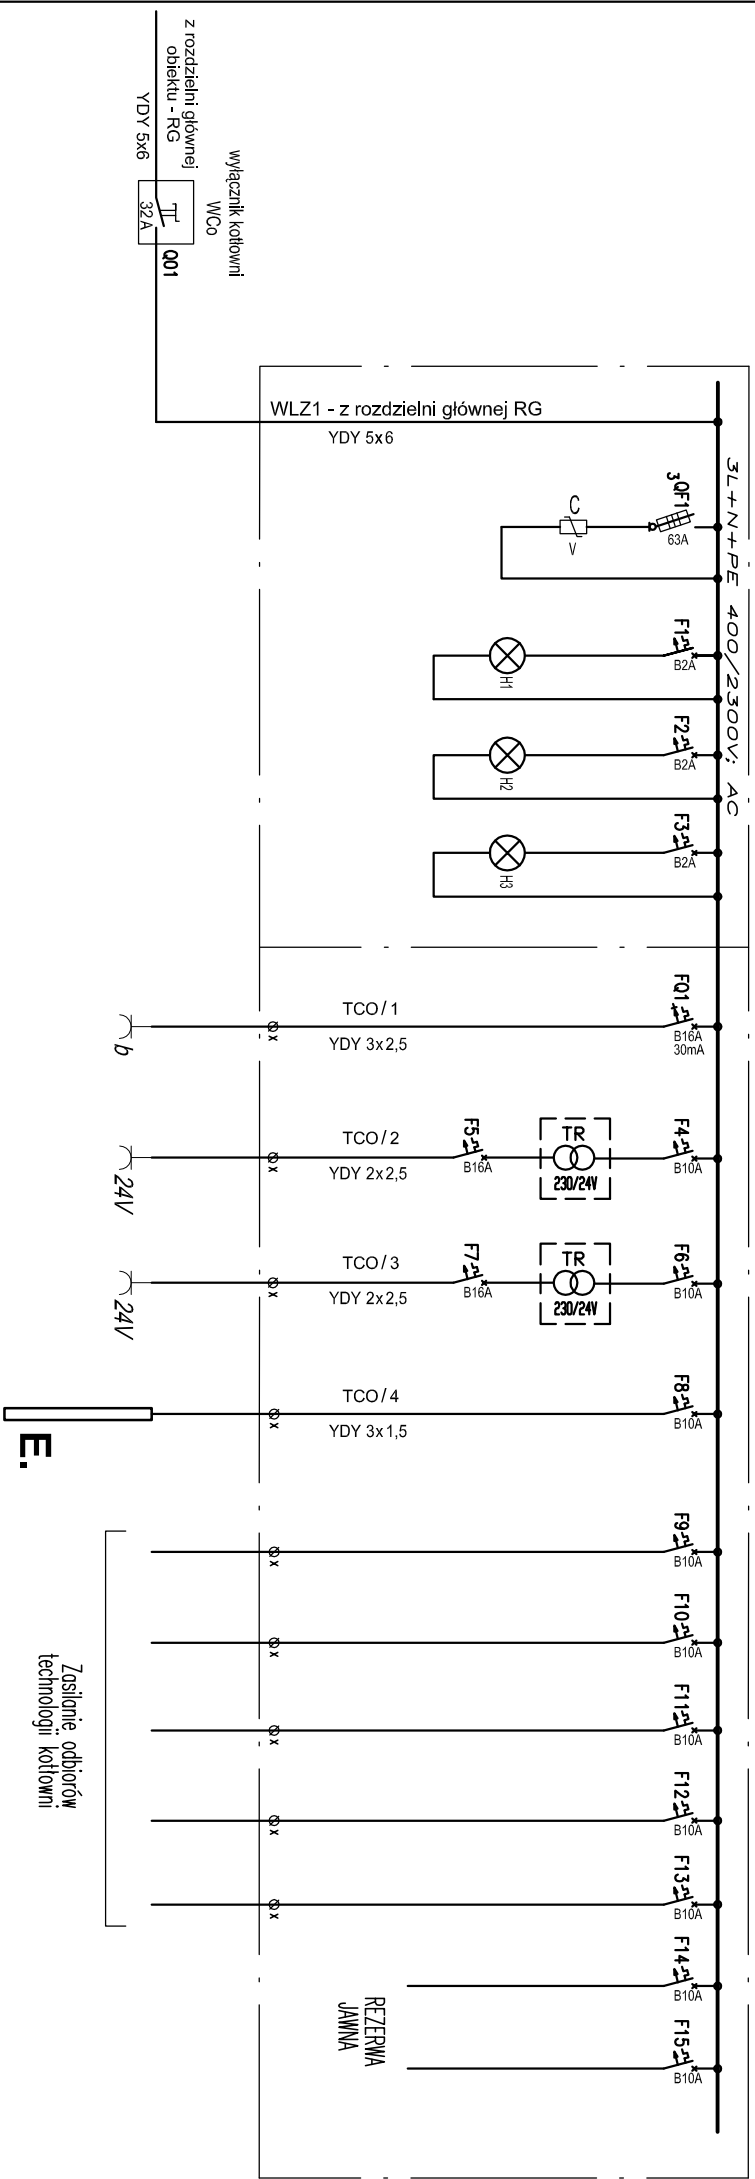 z rozdzielni głównej
obiektu - RG
YDY 5x6
wyłącznik kotłowni
WCo
32A
Q01
WLZ1 - z rozdzielni głównej RG
YDY 5x6
3L+N+PE 400/2300V; AC
3
QF1
63A
C
V
F1
B2A
H1
F2
B2A
H2
F3
B2A
H3
FQ1
B16A
30mA
TCO/1
YDY 3x2,5
x
b
F4
B10A
TR
230/24V
F5
B16A
TCO/2
YDY 2x2,5
x
24V
F6
B10A
TR
230/24V
F7
B16A
TCO/3
YDY 2x2,5
x
24V
F8
B10A
TCO/4
YDY 3x1,5
x
E.
F9
B10A
x
F10
B10A
x
F11
B10A
x
F12
B10A
x
F13
B10A
x
Zasilanie odbiorów
technologii kotłowni
F14
B10A
F15
B10A
REZERWA
JAWNA